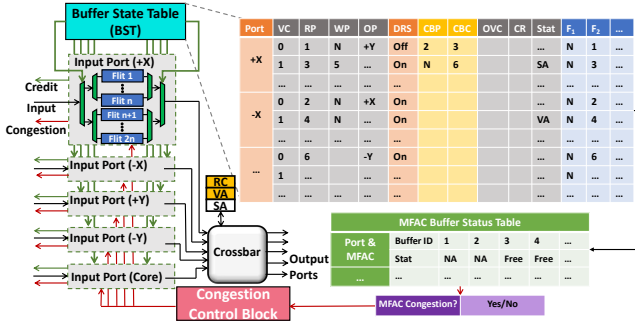 Buffer State Table
(BST)
Input Port (+X)
Flit 1
Flit n
Flit n+1
Flit 2n
Credit
Input
Congestion
Input Port (-X)
Input Port (+Y)
Input Port (-Y)
Input Port (Core)
RC
VA
SA
Crossbar
Output
Ports
Congestion
Control Block
Port VC RP WP OP DRS CBP CBC OVC CR Stat F1 F2 ...
+X 0 1 N +Y Off 2 3 ... N 1 ...
1 3 5 ... On N 6 SA N 3 ...
... ... ... ... ... ... ... ...
-X 0 2 N +X On ... N 2 ...
1 4 N ... On VA N 4 ...
... ... ... ... ... ... ... ...
... 0 6 -Y On ... N 6 ...
1 N ...
... ... ... ... ... ... ... ... ...
MFAC Buffer Status Table
Port &
MFAC
Buffer ID 1 2 3 4 ...
Stat NA NA Free Free ...
... ... ... ... ... ... ...
MFAC Congestion? Yes/No